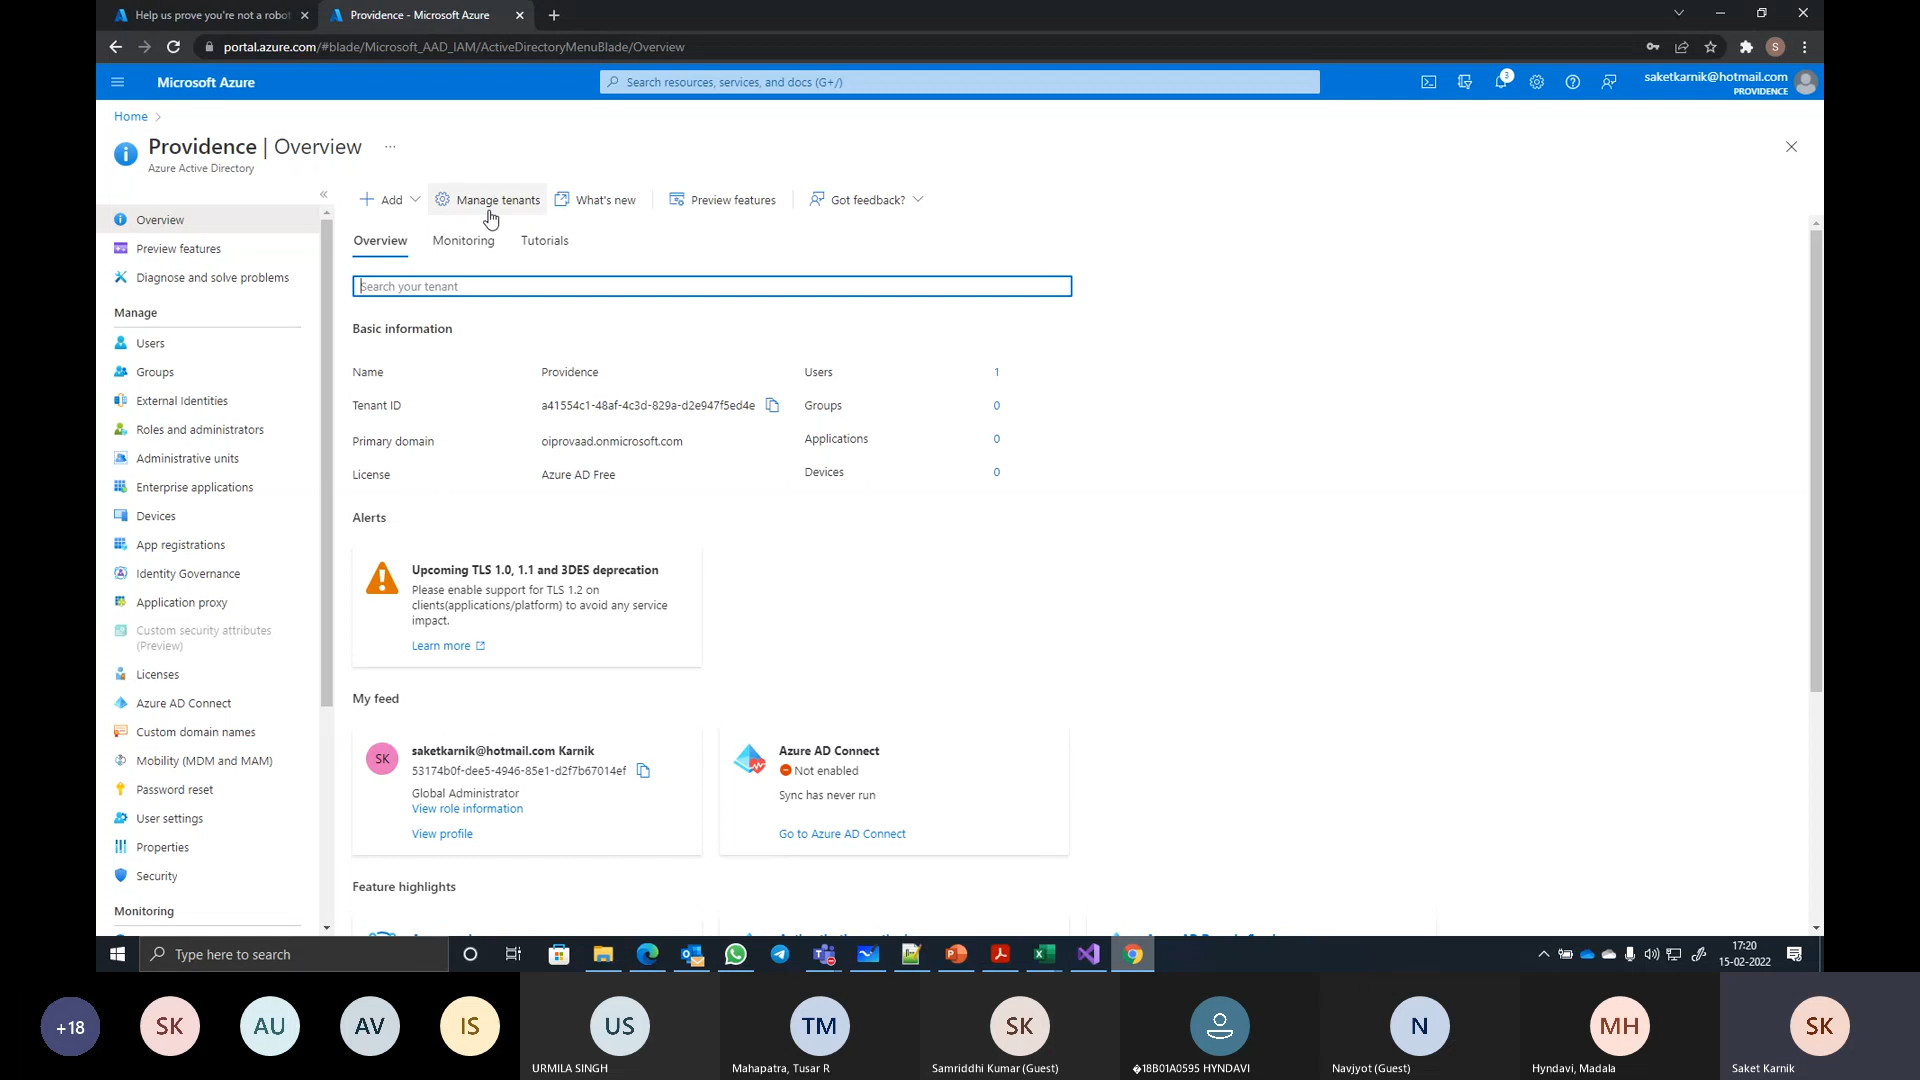 Help us prove you're not a robot
Providence - Microsoft Azure
portal.azure.com/#blade/Microsoft_AAD_IAM/ActiveDirectoryMenuBlade/Overview
S
Microsoft Azure
Search resources, services, and docs (G+/)
3
saketkarnik@hotmail.com
PROVIDENCE
Home
Providence | Overview
...
Azure Active Directory
Add
Manage tenants
What's new
Preview features
Got feedback?
Overview
Preview features
Diagnose and solve problems
Manage
Users
Groups
External Identities
Roles and administrators
Administrative units
Enterprise applications
Devices
App registrations
Identity Governance
Application proxy
Custom security attributes
(Preview)
Licenses
Azure AD Connect
Custom domain names
Mobility (MDM and MAM)
Password reset
User settings
Properties
Security
Monitoring
Overview
Monitoring
Tutorials
Search your tenant
Basic information
Name
Providence
Users
1
Tenant ID
a41554c1-48af-4c3d-829a-d2e947f5ed4e
Groups
0
Primary domain
oiprovaad.onmicrosoft.com
Applications
0
License
Azure AD Free
Devices
0
Alerts
Upcoming TLS 1.0, 1.1 and 3DES deprecation
Please enable support for TLS 1.2 on
clients(applications/platform) to avoid any service
impact.
Learn more
My feed
SK
saketkarnik@hotmail.com Karnik
53174b0f-dee5-4946-85e1-d2f7b67014ef
Global Administrator
View role information
View profile
Azure AD Connect
Not enabled
Sync has never run
Go to Azure AD Connect
Feature highlights
Type here to search
17:20
15-02-2022
+18
SK
AU
AV
IS
US
URMILA SINGH
TM
Mahapatra, Tusar R
SK
Samriddhi Kumar (Guest)
�18B01A0595 HYNDAVI
N
Navjyot (Guest)
MH
Hyndavi, Madala
SK
Saket Karnik